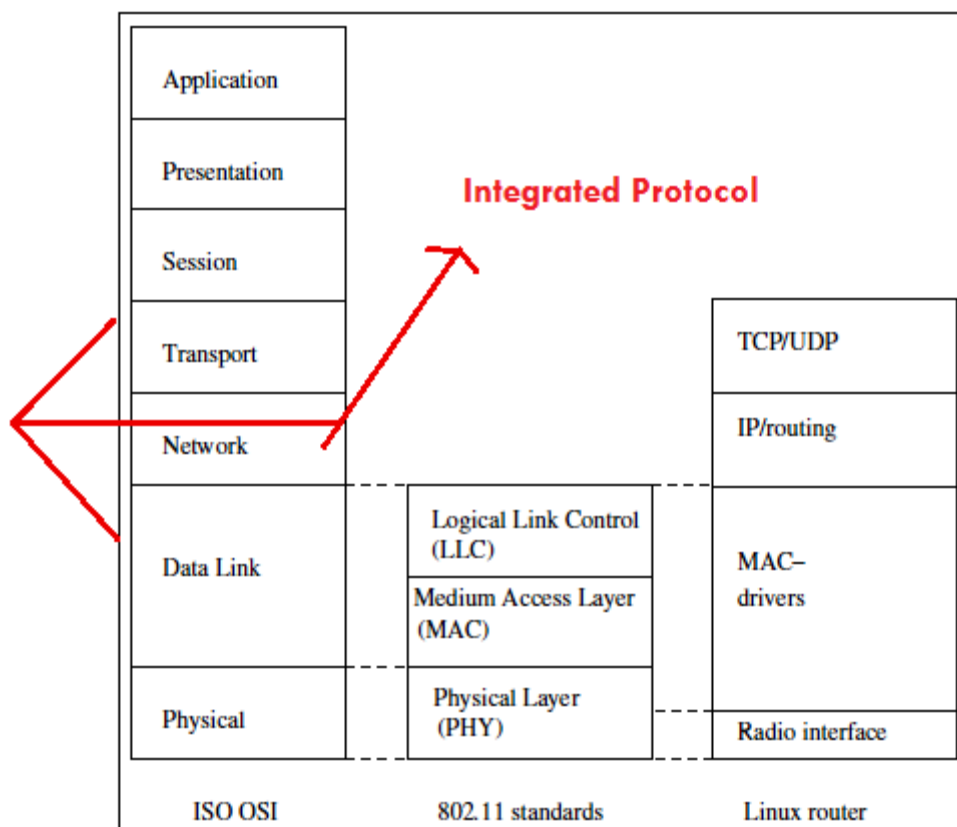 Application
Presentation
Integrated Protocol
Session
Transport
TCP/UDP
Network
IP/routing
Logical Link Control
(LLC)
Data Link
MAC–
drivers
Medium Access Layer
(MAC)
Physical
Physical Layer
(PHY)
Radio interface
ISO OSI
802.11 standards
Linux router